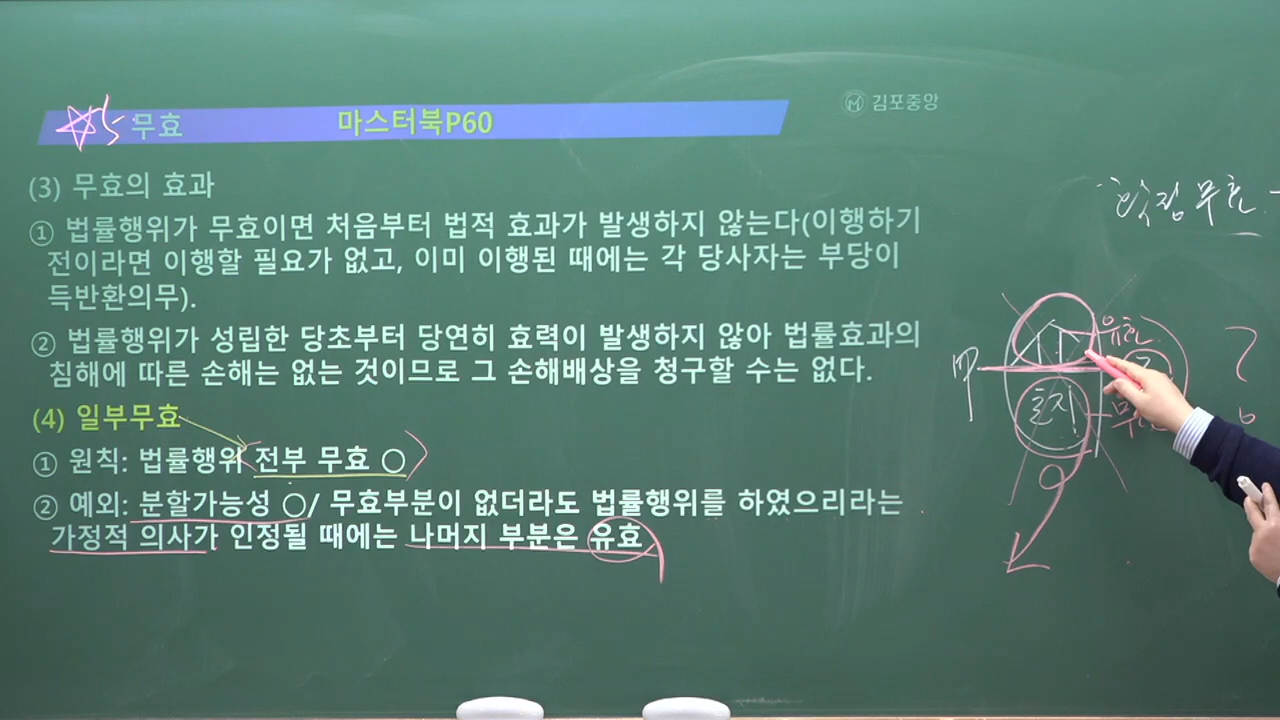 무효 마스터북P60
김포중앙
(3) 무효의 효과
① 법률행위가 무효이면 처음부터 법적 효과가 발생하지 않는다(이행하기
전이라면 이행할 필요가 없고, 이미 이행된 때에는 각 당사자는 부당이
득반환의무).
② 법률행위가 성립한 당초부터 당연히 효력이 발생하지 않아 법률효과의
침해에 따른 손해는 없는 것이므로 그 손해배상을 청구할 수는 없다.
(4) 일부무효
① 원칙: 법률행위 전부 무효 ○
② 예외: 분할가능성 ○/ 무효부분이 없더라도 법률행위를 하였으리라는
가정적 의사가 인정될 때에는 나머지 부분은 유효
확정무효
유효
甲
토지